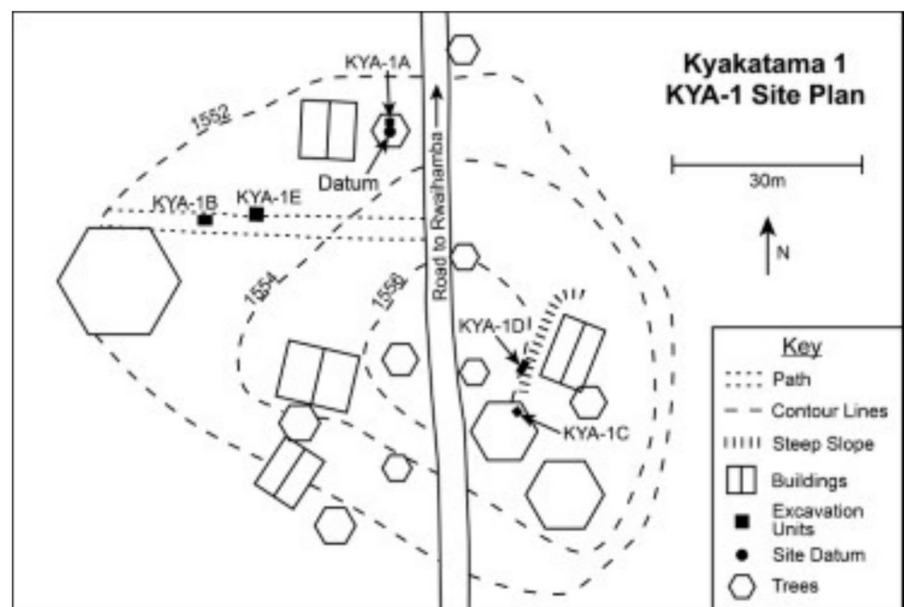 Kyakatama 1
KYA-1 Site Plan
30m
N
KYA-1A
1552
Datum
KYA-1B
KYA-1E
Road to Rwaihamba
1554
1556
KYA-1D
KYA-1C
Key
Path
Contour Lines
Steep Slope
Buildings
Excavation
Units
Site Datum
Trees